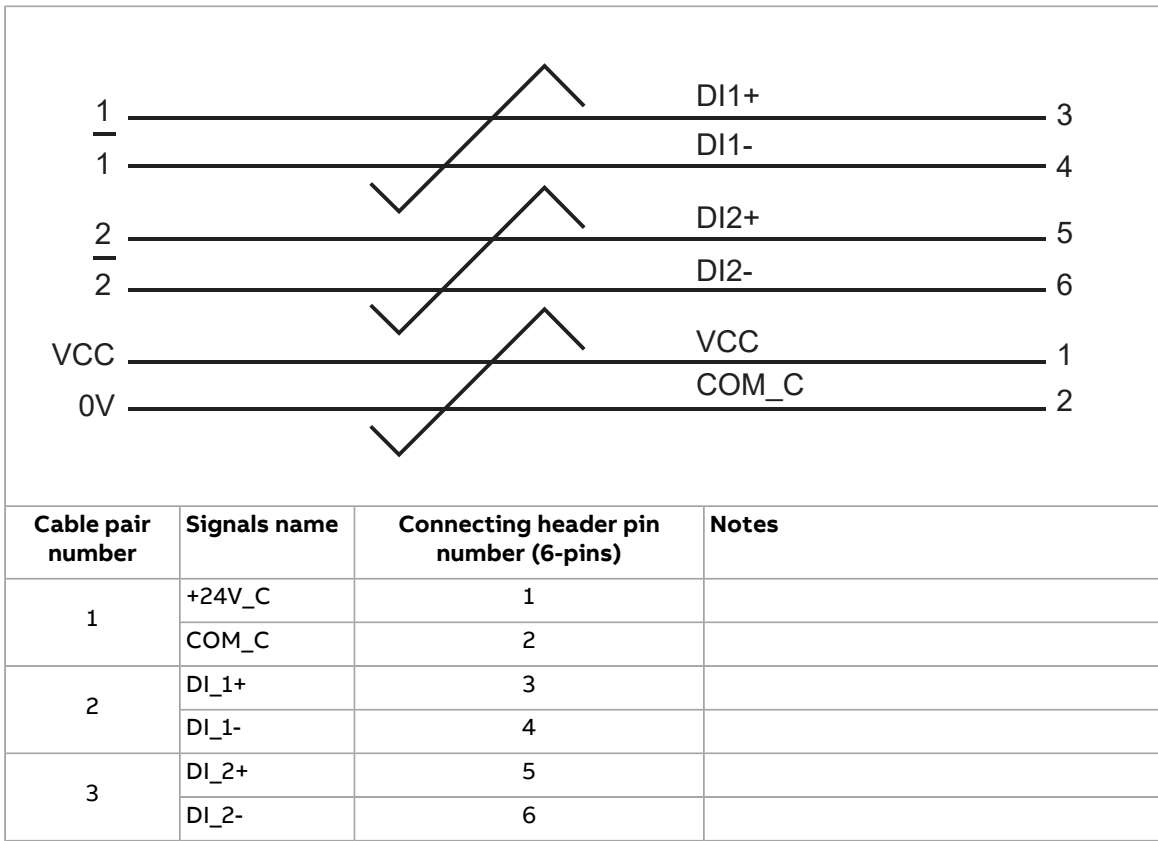 1 DI1+ 3
1 DI1- 4
2 DI2+ 5
2 DI2- 6
VCC VCC 1
0V COM_C 2
Cable pair number Signals name Connecting header pin number (6-pins) Notes
1 +24V_C 1
COM_C 2
2 DI_1+ 3
DI_1- 4
3 DI_2+ 5
DI_2- 6